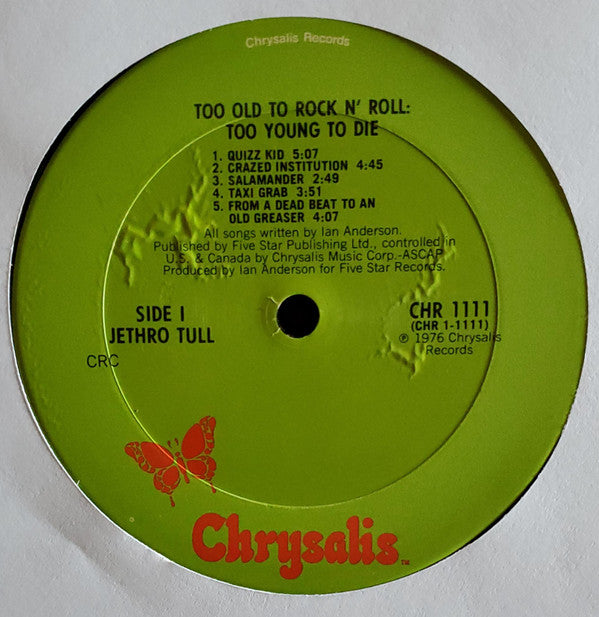 Chrysalis Records
TOO OLD TO ROCK N' ROLL:
TOO YOUNG TO DIE
1. QUIZZ KID 5:07
2. CRAZED INSTITUTION 4:45
3. SALAMANDER 2:49
4. TAXI GRAB 3:51
5. FROM A DEAD BEAT TO AN
OLD GREASER 4:07
All songs written by Ian Anderson.
Published by Five Star Publishing Ltd., controlled in
U.S. & Canada by Chrysalis Music Corp.-ASCAP
Produced by Ian Anderson for Five Star Records.
SIDE I
JETHRO TULL
CRC
CHR 1111
(CHR 1-1111)
℗ 1976 Chrysalis
Records
Chrysalis™